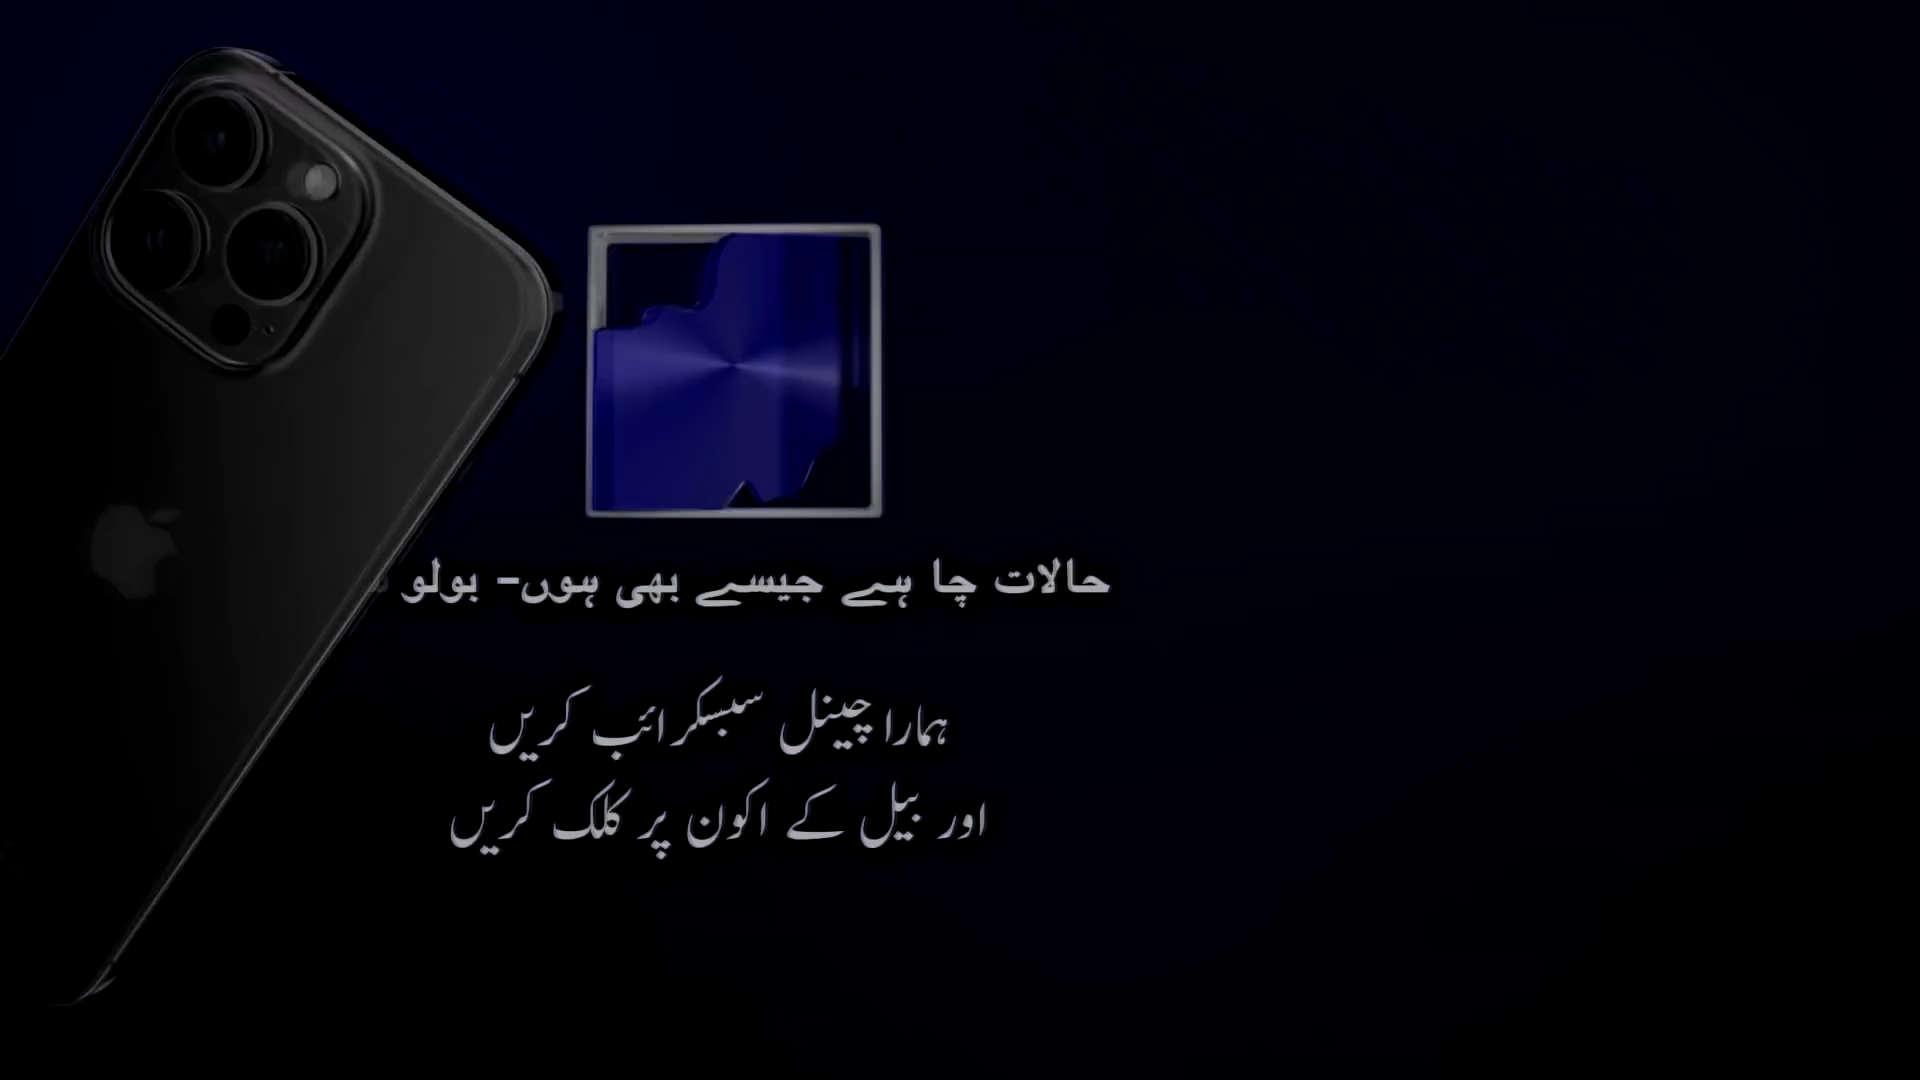 حالات چا ہے جیسے بھی ہوں- بولو
ہمارا چینل سبسکرائب کریں
اور بیل کے اکون پر کلک کریں